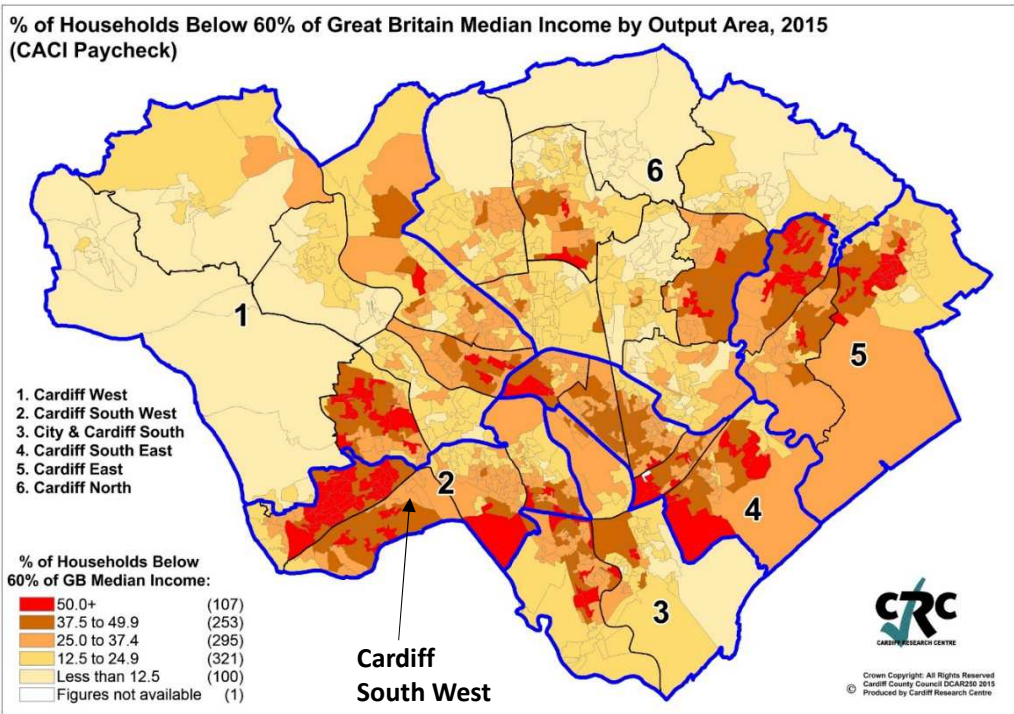 % of Households Below 60% of Great Britain Median Income by Output Area, 2015
(CACI Paycheck)
6
1
5
1. Cardiff West
2. Cardiff South West
3. City & Cardiff South
4. Cardiff South East
5. Cardiff East
6. Cardiff North
2
4
3
% of Households Below
60% of GB Median Income:
50.0+ (107)
37.5 to 49.9 (253)
25.0 to 37.4 (295)
12.5 to 24.9 (321)
Less than 12.5 (100)
Figures not available (1)
Cardiff
South West
CRC
CARDIFF RESEARCH CENTRE
Crown Copyright: All Rights Reserved
Cardiff County Council DCAR250 2015
© Produced by Cardiff Research Centre